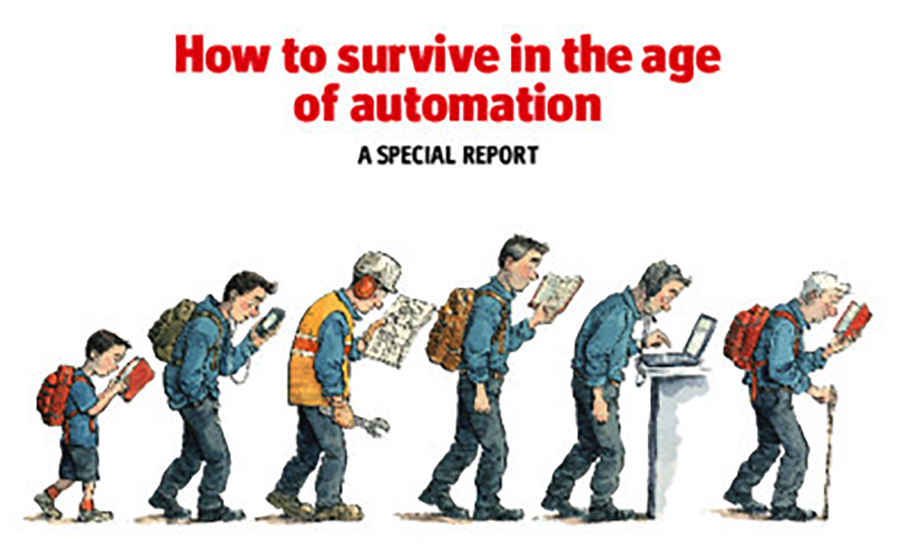 How to survive in the age
of automation
A SPECIAL REPORT